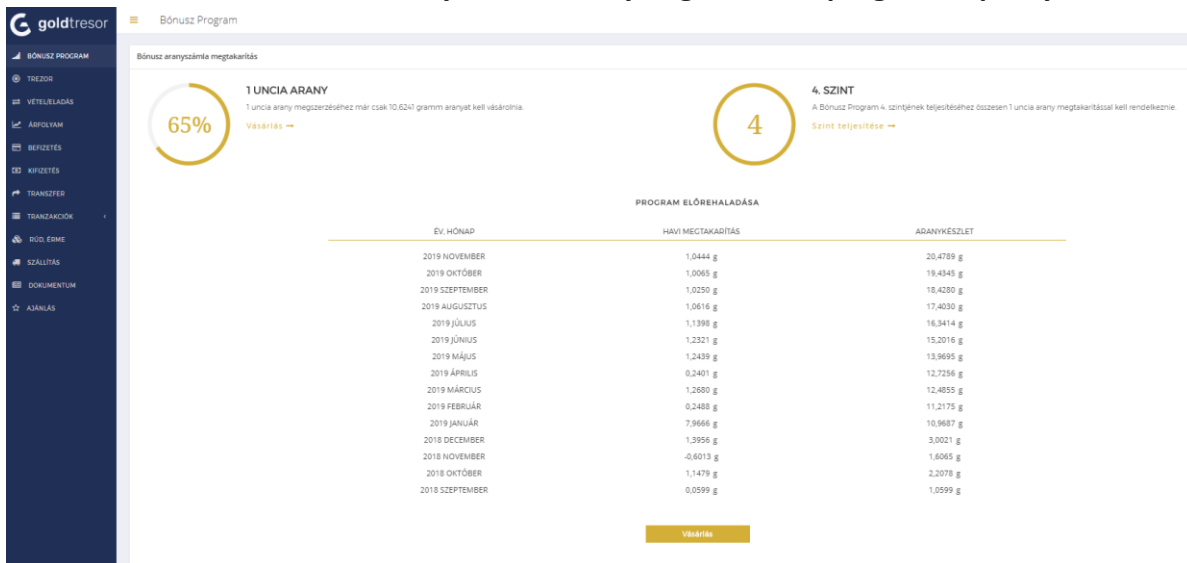 goldtresor
Bónusz Program
BÓNUSZ PROGRAM
TREZOR
VÉTEL/ELADÁS
ÁRFOLYAM
BEFIZETÉS
KIFIZETÉS
TRANSZFER
TRANZAKCIÓK
RÚD, ÉRME
SZÁLLÍTÁS
DOKUMENTUM
AJÁNLÁS
Bónusz aranyszámla megtakarítás
65%
1 UNCIA ARANY
1 uncia arany megszerzéséhez már csak 10,6241 gramm aranyat kell vásárolnia.
Vásárlás →
4
4. SZINT
A Bónusz Program 4. szintjének teljesítéséhez összesen 1 uncia arany megtakarítással kell rendelkeznie.
Szint teljesítése →
PROGRAM ELŐREHALADÁSA
ÉV, HÓNAP HAVI MEGTAKARÍTÁS ARANYKÉSZLET
2019 NOVEMBER 1,0444 g 20,4789 g
2019 OKTÓBER 1,0065 g 19,4345 g
2019 SZEPTEMBER 1,0250 g 18,4280 g
2019 AUGUSZTUS 1,0616 g 17,4030 g
2019 JÚLIUS 1,1398 g 16,3414 g
2019 JÚNIUS 1,2321 g 15,2016 g
2019 MÁJUS 1,2439 g 13,9695 g
2019 ÁPRILIS 0,2401 g 12,7256 g
2019 MÁRCIUS 1,2680 g 12,4855 g
2019 FEBRUÁR 0,2488 g 11,2175 g
2019 JANUÁR 7,9666 g 10,9687 g
2018 DECEMBER 1,3956 g 3,0021 g
2018 NOVEMBER -0,6013 g 1,6065 g
2018 OKTÓBER 1,1479 g 2,2078 g
2018 SZEPTEMBER 0,0599 g 1,0599 g
Vásárlás